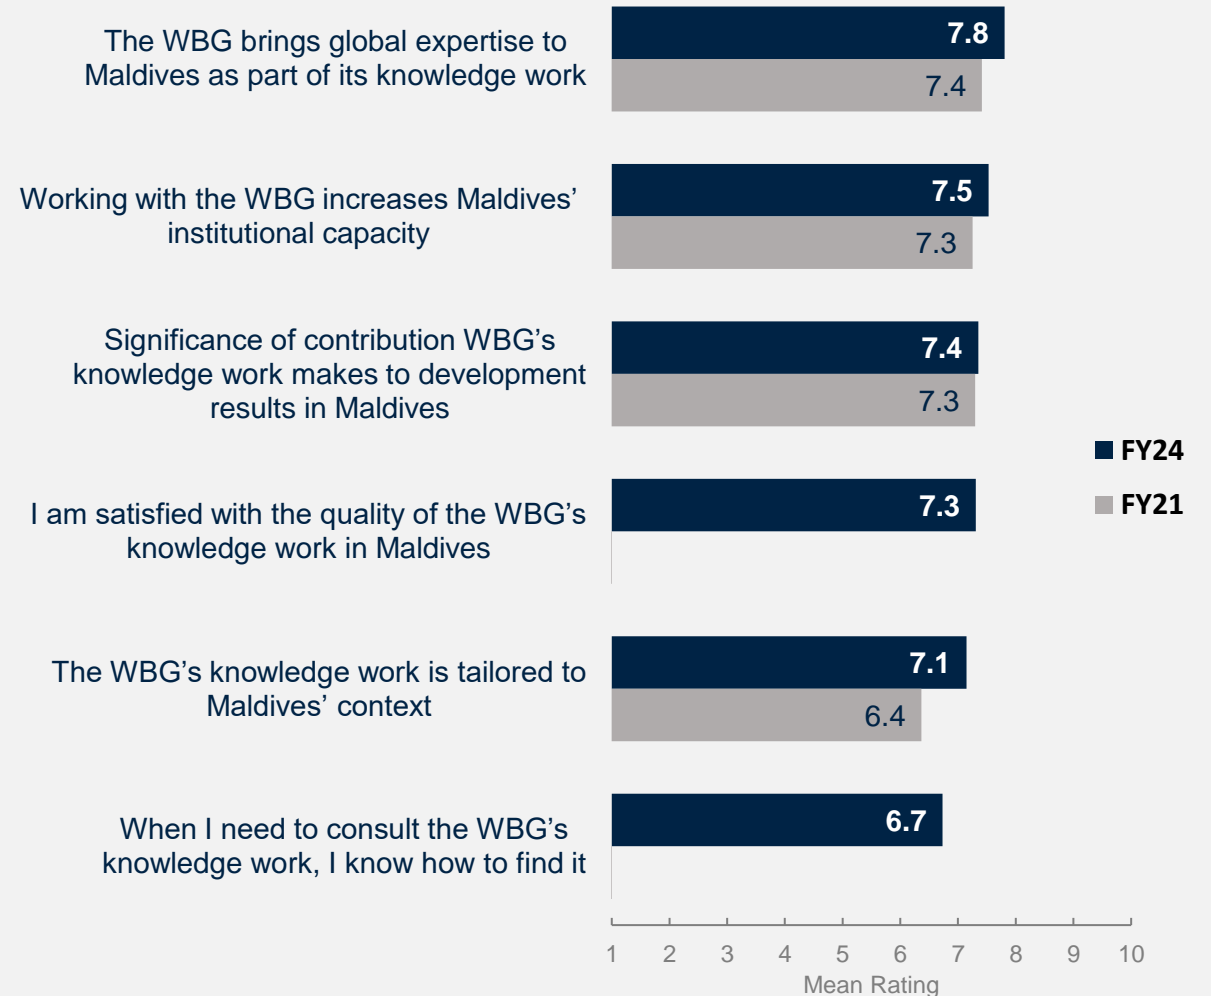 The WBG brings global expertise to
Maldives as part of its knowledge work
7.8
7.4
Working with the WBG increases Maldives’
institutional capacity
7.5
7.3
Significance of contribution WBG’s
knowledge work makes to development
results in Maldives
7.4
7.3
I am satisfied with the quality of the WBG’s
knowledge work in Maldives
7.3
The WBG’s knowledge work is tailored to
Maldives’ context
7.1
6.4
When I need to consult the WBG’s
knowledge work, I know how to find it
6.7
FY24
FY21
1 2 3 4 5 6 7 8 9 10
Mean Rating